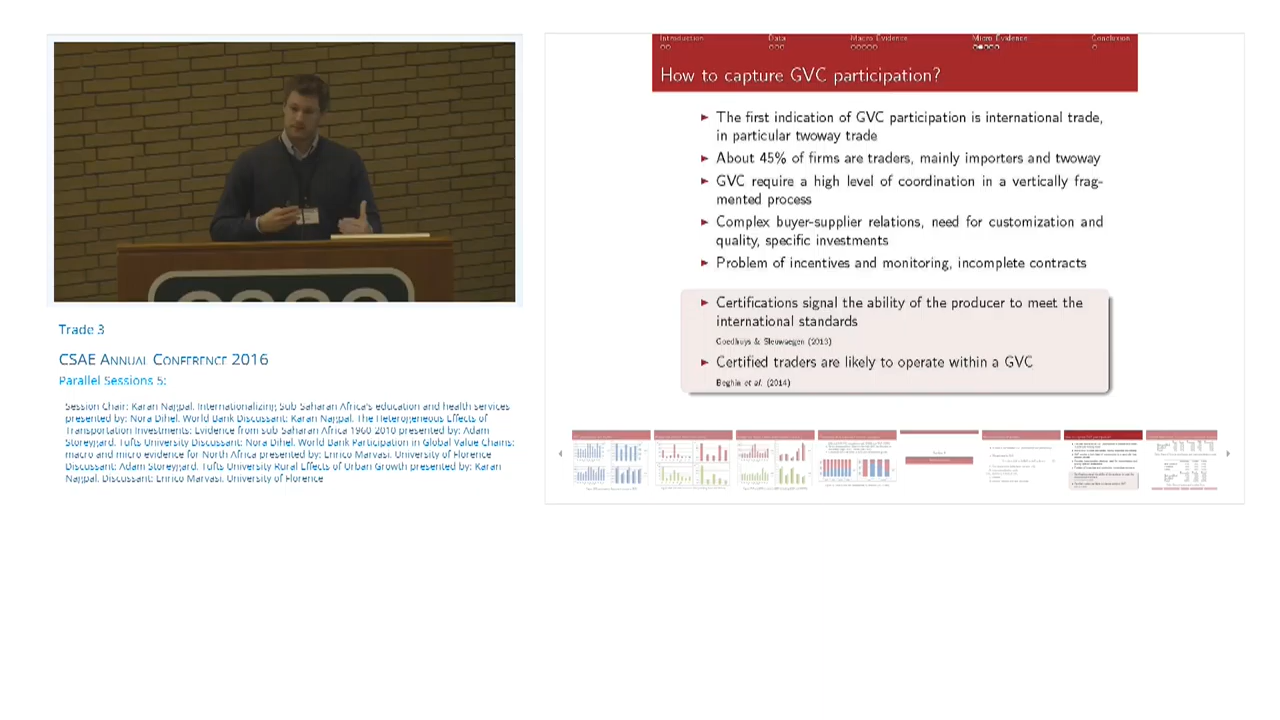 Trade 3
CSAE ANNUAL CONFERENCE 2016
Parallel Sessions 5:
Session Chair: Karan Nagpal. Internationalizing Sub Saharan Africa's education and health services
presented by: Nora Dihel, World Bank Discussant: Karan Nagpal. The Heterogeneous Effects of
Transportation Investments: Evidence from sub Saharan Africa 1960 2010 presented by: Adam
Storeygard, Tufts University Discussant: Nora Dihel, World Bank Participation in Global Value Chains:
macro and micro evidence for North Africa presented by: Enrico Marvasi, University of Florence
Discussant: Adam Storeygard, Tufts University Rural Effects of Urban Growth presented by: Karan
Nagpal. Discussant: Enrico Marvasi, University of Florence
Introduction Data Macro Evidence Micro Evidence Conclusion
How to capture GVC participation?
► The first indication of GVC participation is international trade,
in particular twoway trade
► About 45% of firms are traders, mainly importers and twoway
► GVC require a high level of coordination in a vertically frag-
mented process
► Complex buyer-supplier relations, need for customization and
quality, specific investments
► Problem of incentives and monitoring, incomplete contracts
► Certifications signal the ability of the producer to meet the
international standards
Goedhuys & Sleuwaegen (2013)
► Certified traders are likely to operate within a GVC
Beghin et al. (2014)